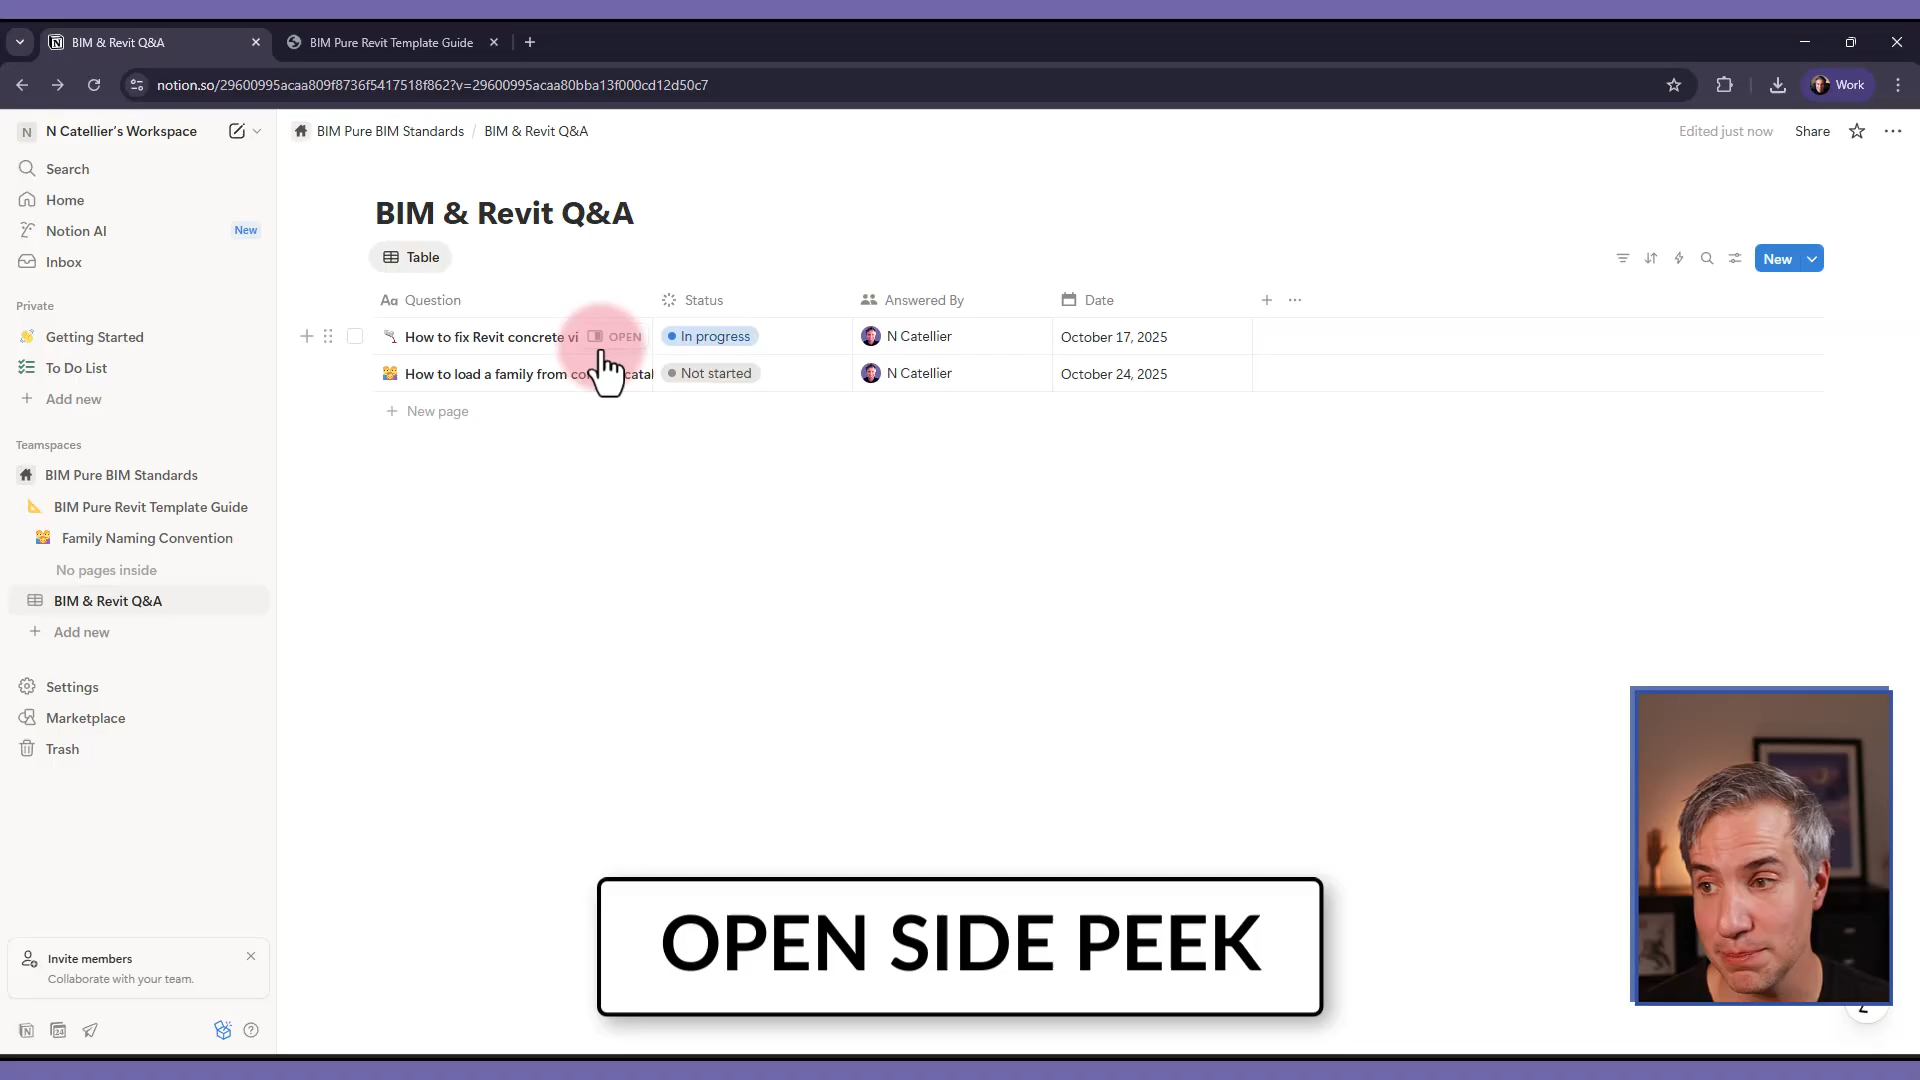 BIM & Revit Q&A
BIM Pure Revit Template Guide
notion.so/29600995acaa809f8736f5417518f862?v=29600995acaa80bba13f000cd12d50c7
Work
N N Catellier's Workspace
BIM Pure BIM Standards / BIM & Revit Q&A
Edited just now Share
Search
Home
Notion AI New
Inbox
Private
Getting Started
To Do List
Add new
Teamspaces
BIM Pure BIM Standards
BIM Pure Revit Template Guide
Family Naming Convention
No pages inside
BIM & Revit Q&A
Add new
Settings
Marketplace
Trash
Invite members
Collaborate with your team.
BIM & Revit Q&A
Table
New
Aa Question Status Answered By Date
How to fix Revit concrete vi OPEN In progress N Catellier October 17, 2025
How to load a family from Not started N Catellier October 24, 2025
New page
OPEN SIDE PEEK